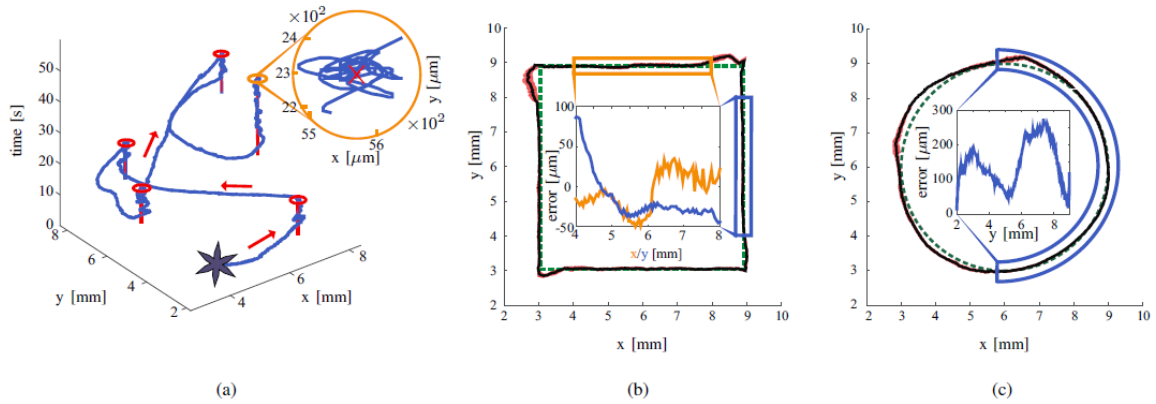 ×10²
24
23
22
55
56
×10²
x [μm]
y [μm]
time [s]
50
40
30
20
10
0
8
6
4
2
y [mm]
4
6
8
x [mm]
(a)
10
9
8
7
6
5
4
3
2
y [mm]
100
50
0
-50
error [μm]
4 5 6 7 8
x/y [mm]
2 3 4 5 6 7 8 9 10
x [mm]
(b)
10
9
8
7
6
5
4
3
2
y [mm]
300
200
100
0
error [μm]
2 4 6 8
y [mm]
2 3 4 5 6 7 8 9 10
x [mm]
(c)